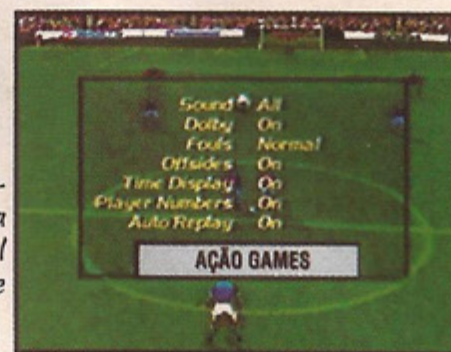 Sound All
Dolby On
Fouls Normal
Offsides On
Time Display On
Player Numbers On
Auto Replay On
AÇÃO GAMES